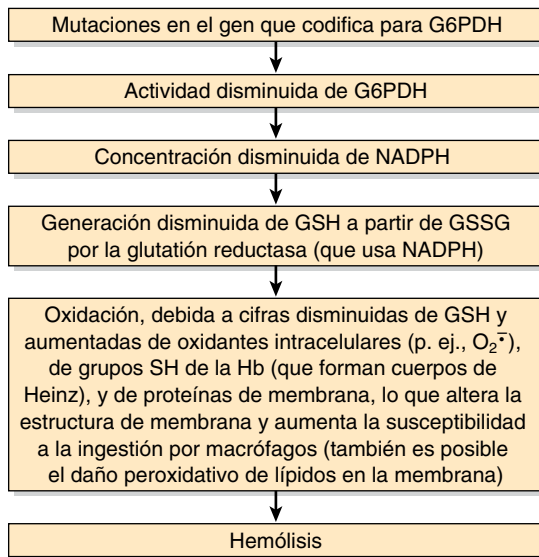 Mutaciones en el gen que codifica para G6PDH
Actividad disminuida de G6PDH
Concentración disminuida de NADPH
Generación disminuida de GSH a partir de GSSG
por la glutatión reductasa (que usa NADPH)
Oxidación, debida a cifras disminuidas de GSH y
aumentadas de oxidantes intracelulares (p. ej., O₂⁻•),
de grupos SH de la Hb (que forman cuerpos de
Heinz), y de proteínas de membrana, lo que altera la
estructura de membrana y aumenta la susceptibilidad
a la ingestión por macrófagos (también es posible
el daño peroxidativo de lípidos en la membrana)
Hemólisis